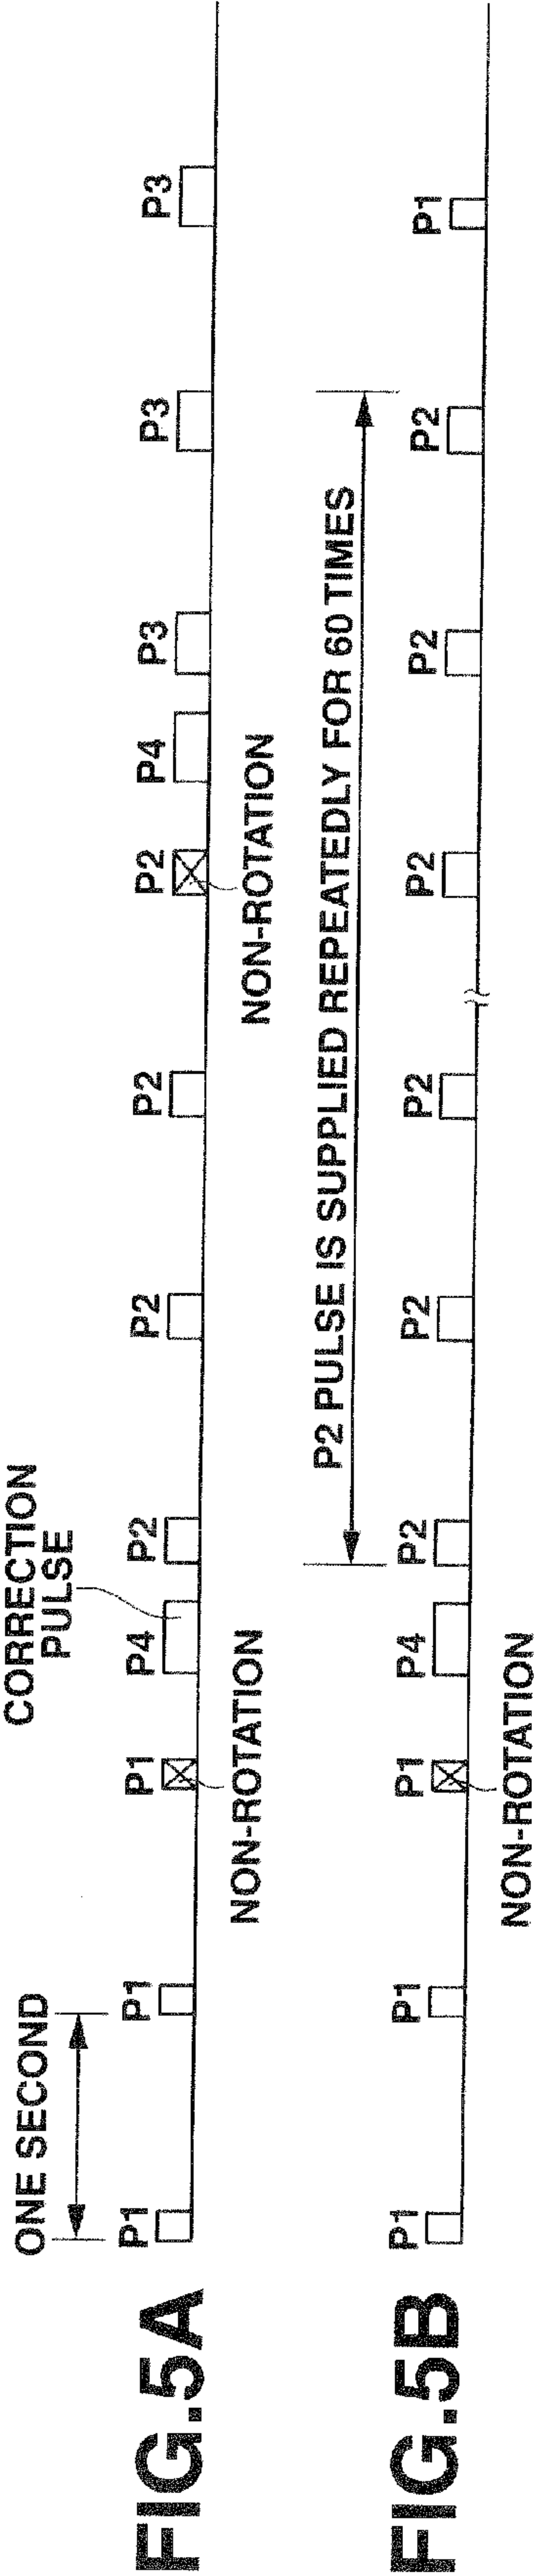 ONE SECOND
CORRECTION
PULSE
P1 P1 P1 P4 P2 P2 P2 P2 P4 P3 P3 P3
NON-ROTATION
NON-ROTATION
FIG.5A
P2 PULSE IS SUPPLIED REPEATEDLY FOR 60 TIMES
P1 P1 P1 P4 P2 P2 P2 P2 P2 P2 P1
NON-ROTATION
FIG.5B